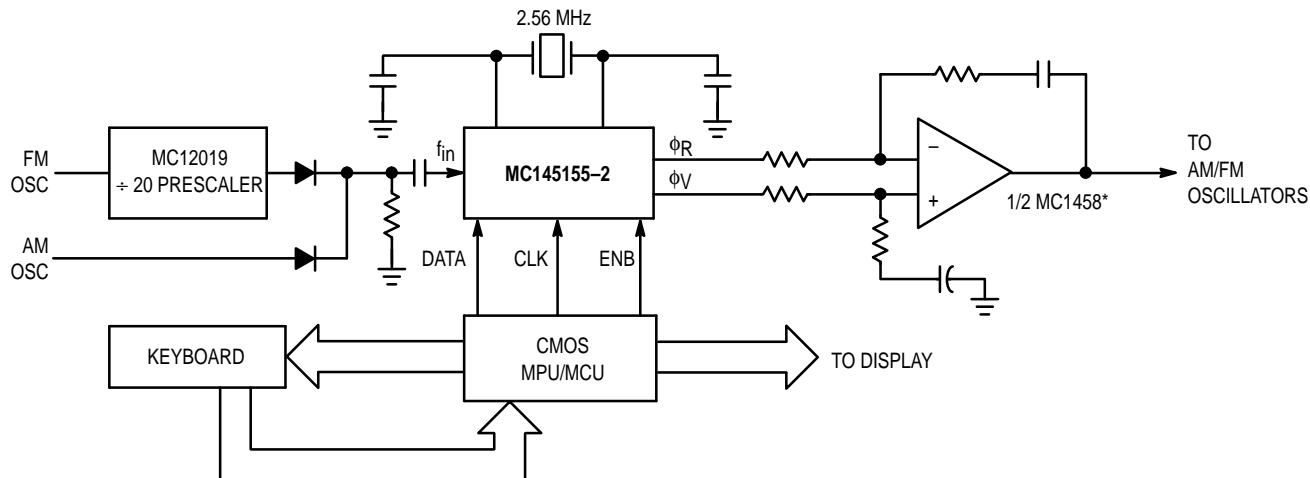 2.56 MHz
FM
OSC
MC12019
÷ 20 PRESCALER
fin
MC145155–2
ϕR
ϕV
–
+
1/2 MC1458*
TO
AM/FM
OSCILLATORS
AM
OSC
DATA
CLK
ENB
KEYBOARD
CMOS
MPU/MCU
TO DISPLAY